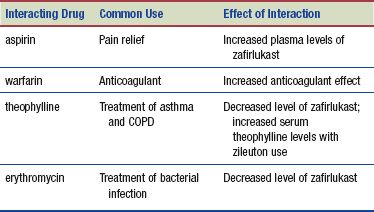 Interacting Drug Common Use Effect of Interaction
aspirin Pain relief Increased plasma levels of
zafirlukast
warfarin Anticoagulant Increased anticoagulant effect
theophylline Treatment of asthma Decreased level of zafirlukast;
and COPD increased serum
theophylline levels with
zileuton use
erythromycin Treatment of bacterial Decreased level of zafirlukast
infection